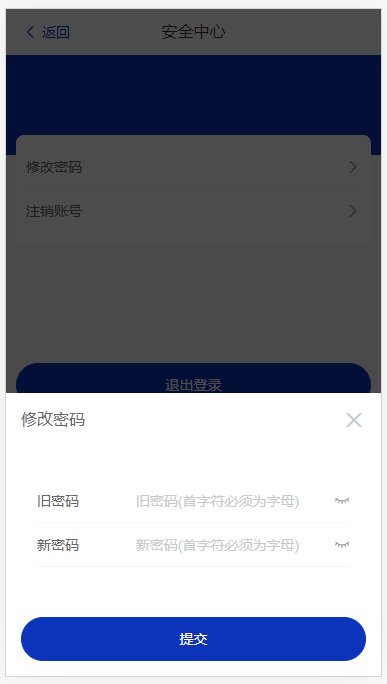 返回 安全中心
修改密码
注销账号
退出登录
修改密码
旧密码 旧密码(首字符必须为字母)
新密码 新密码(首字符必须为字母)
提交